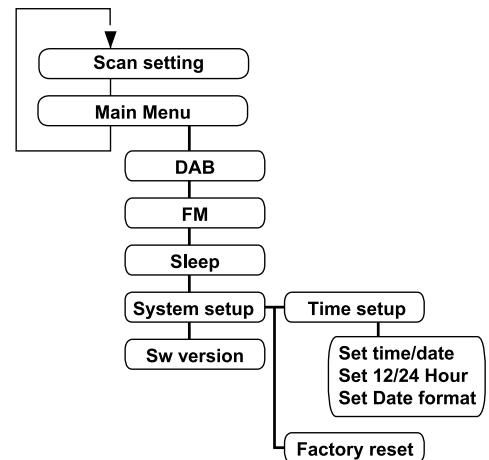 Scan setting
Main Menu
DAB
FM
Sleep
System setup
Time setup
Sw version
Set time/date
Set 12/24 Hour
Set Date format
Factory reset